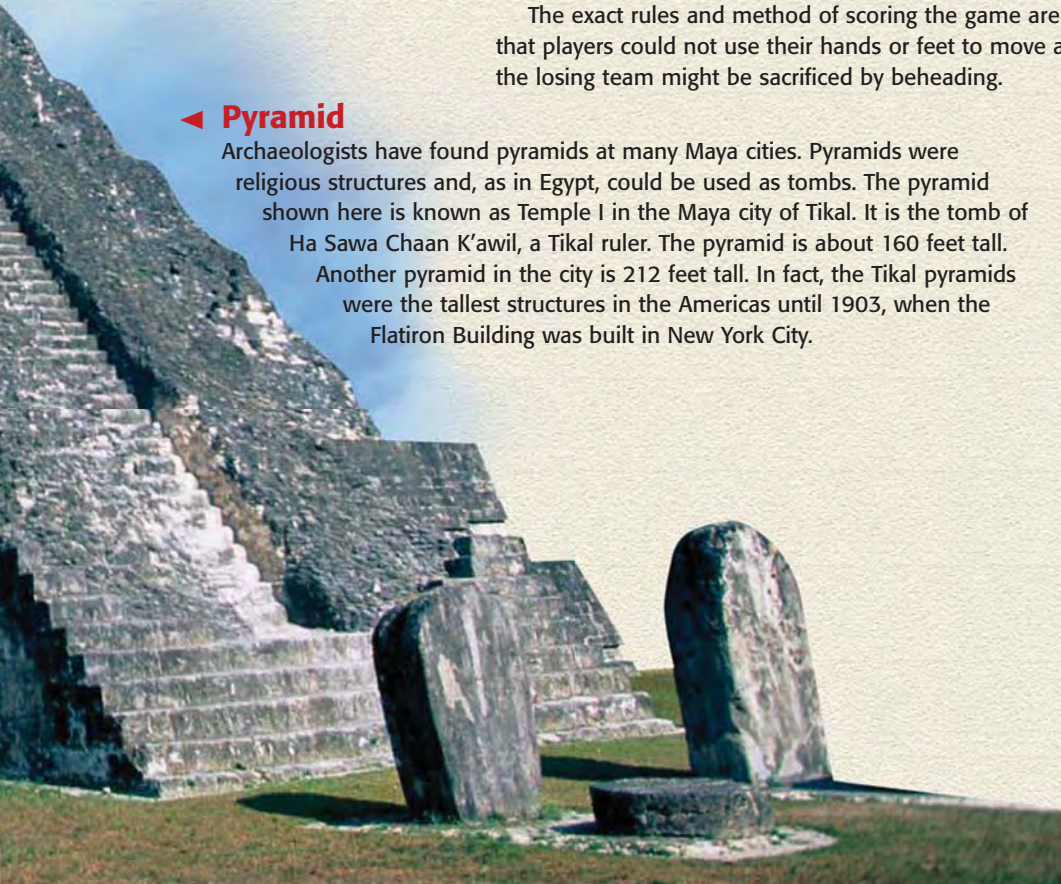 The exact rules and method of scoring the game are
that players could not use their hands or feet to move
the losing team might be sacrificed by beheading.
Pyramid
Archaeologists have found pyramids at many Maya cities. Pyramids were
religious structures and, as in Egypt, could be used as tombs. The pyramid
shown here is known as Temple I in the Maya city of Tikal. It is the tomb of
Ha Sawa Chaan K’awil, a Tikal ruler. The pyramid is about 160 feet tall.
Another pyramid in the city is 212 feet tall. In fact, the Tikal pyramids
were the tallest structures in the Americas until 1903, when the
Flatiron Building was built in New York City.